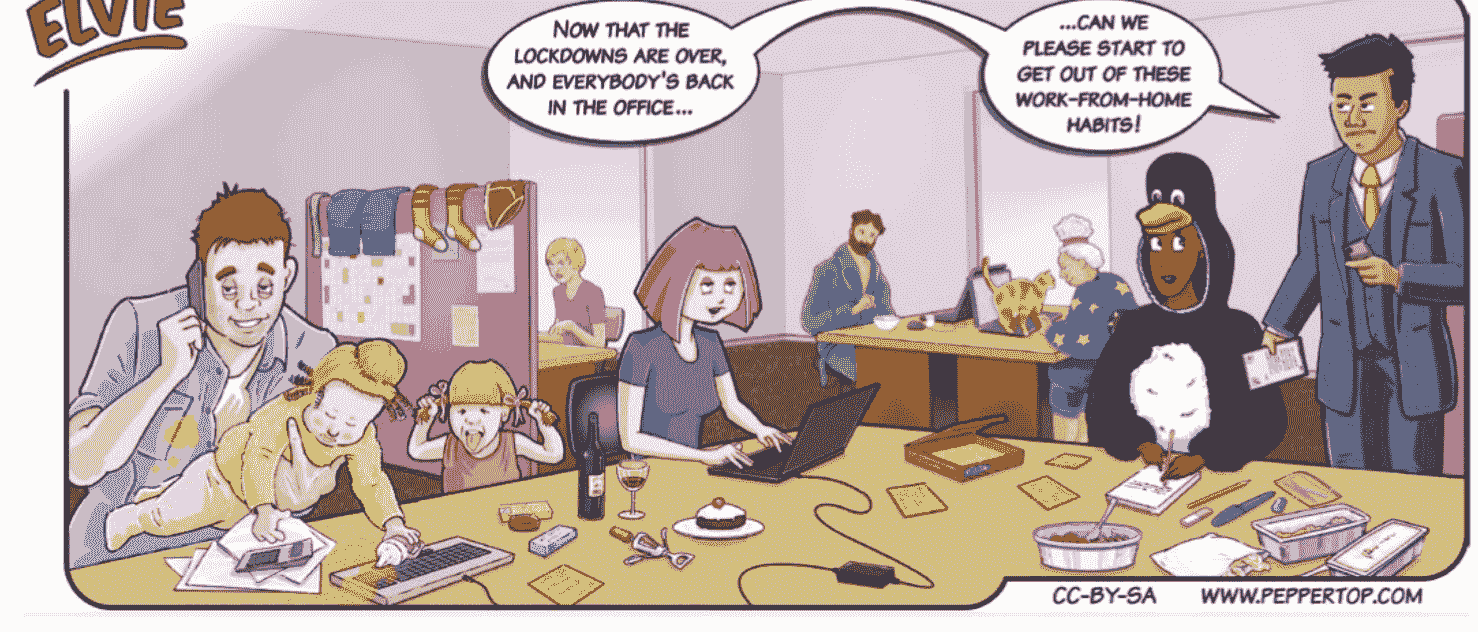 ELVIE
NOW THAT THE
LOCKDOWNS ARE OVER,
AND EVERYBODY'S BACK
IN THE OFFICE...
...CAN WE
PLEASE START TO
GET OUT OF THESE
WORK-FROM-HOME
HABITS!
CC-BY-SA
WWW.PEPPERTOP.COM